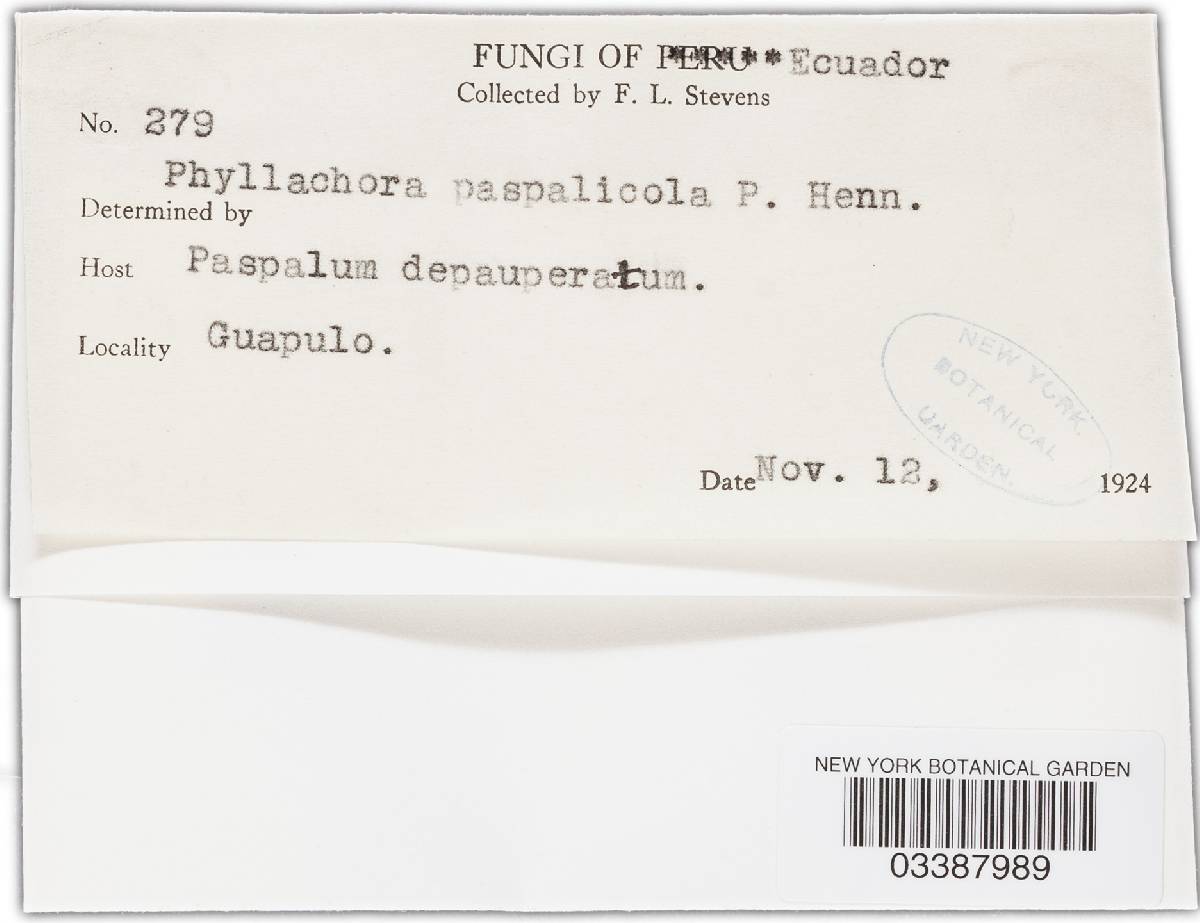 FUNGI OF PERU** Ecuador
Collected by F. L. Stevens
No. 279
Phyllachora paspalicola P. Henn.
Determined by
Host Paspalum depauperatum.
Locality Guapulo.
NEW YORK
BOTANICAL
GARDEN.
Date Nov. 12, 1924
NEW YORK BOTANICAL GARDEN
03387989